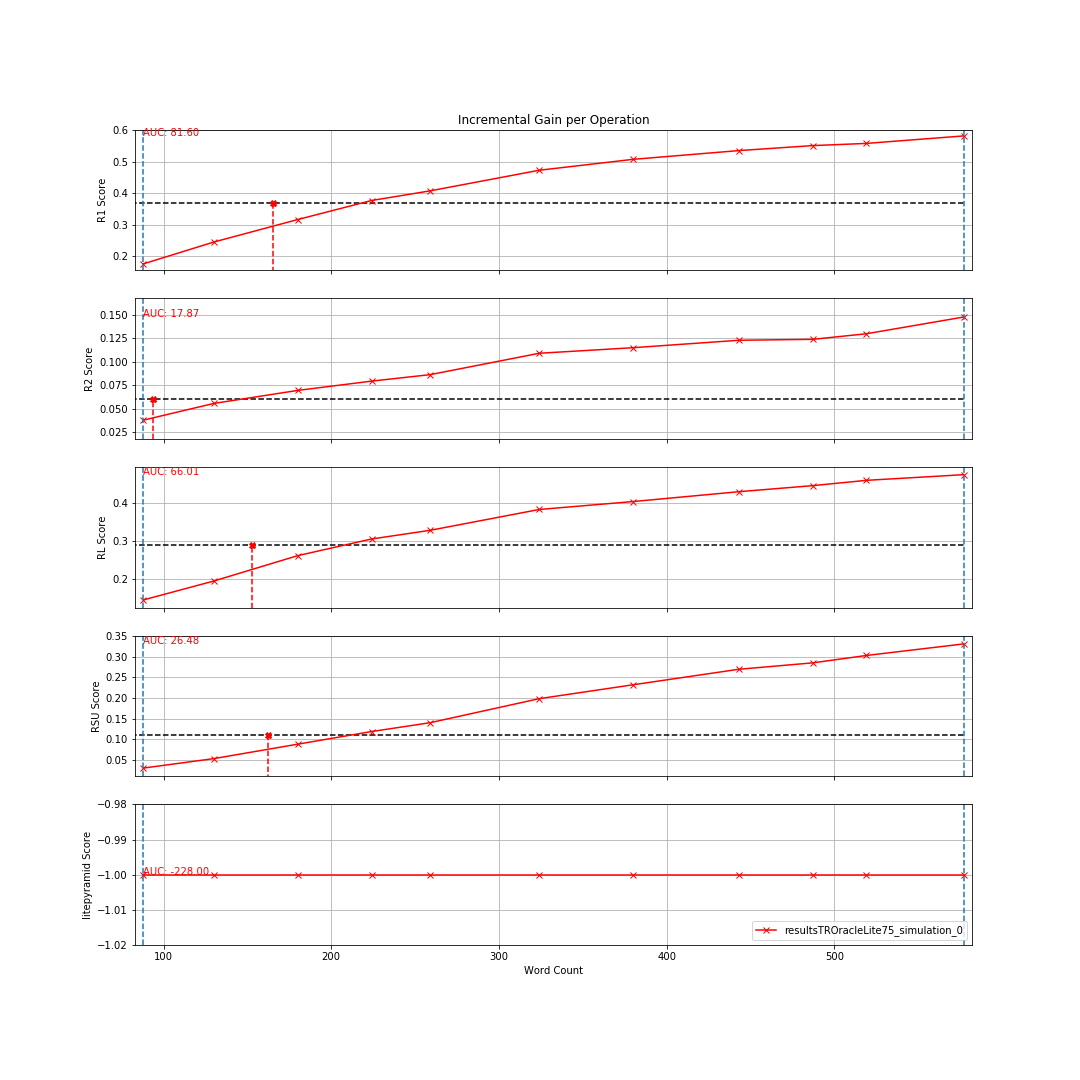 Incremental Gain per Operation
0.6
AUC: 81.60
0.5
0.4
R1 Score
0.3
0.2
0.150
AUC: 17.87
0.125
0.100
R2 Score
0.075
0.050
0.025
AUC: 66.01
0.4
RL Score
0.3
0.2
0.35
AUC: 26.48
0.30
0.25
RSU Score
0.20
0.15
0.10
0.05
−0.98
−0.99
litepyramid Score
AUC: -228.00
−1.00
−1.01
resultsTROracleLite75_simulation_0
−1.02
100 200 300 400 500
Word Count